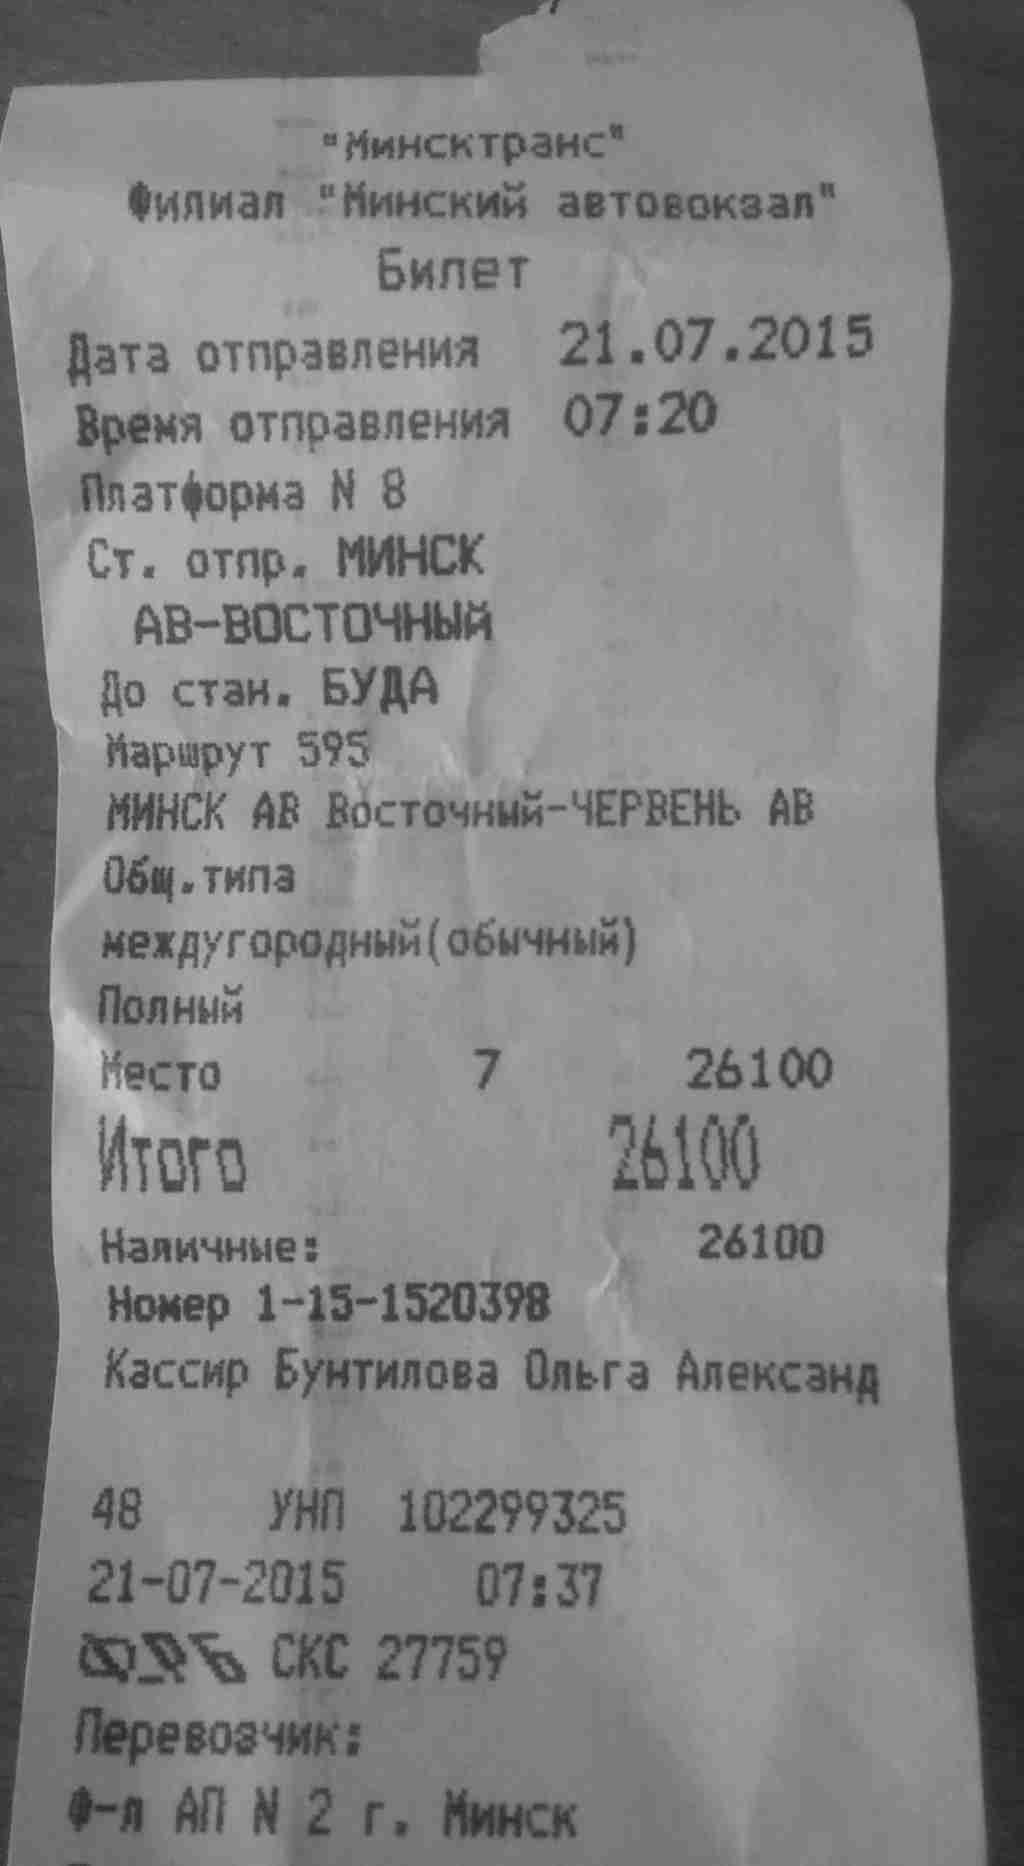 "Минсктранс"
Филиал "Минский автовокзал"
Билет
Дата отправления 21.07.2015
Время отправления 07:20
Платформа N 8
Ст. отпр. МИНСК
АВ-ВОСТОЧНЫЙ
До стан. БУДА
Маршрут 595
МИНСК АВ Восточный-ЧЕРВЕНЬ АВ
Общ.типа
междугородный(обычный)
Полный
Место 7 26100
Итого 26100
Наличные: 26100
Номер 1-15-1520398
Кассир Бунтилова Ольга Александ
48 УНП 102299325
21-07-2015 07:37
СКС 27759
Перевозчик:
Ф-л АП N 2 г. Минск